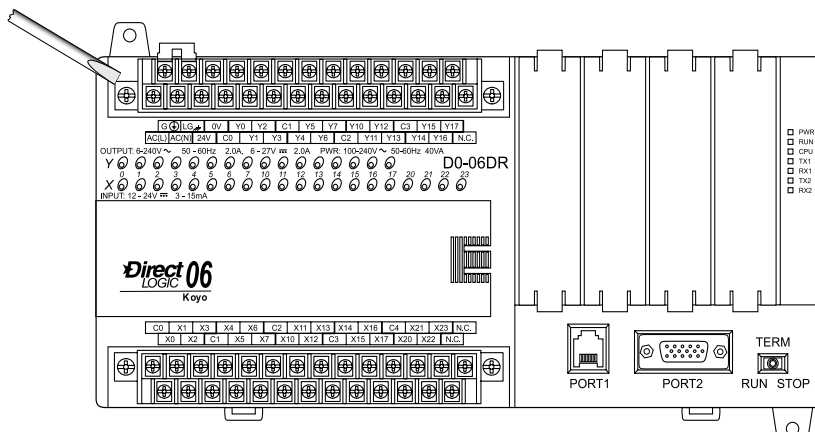 G LG 0V Y0 Y2 C1 Y5 Y7 Y10 Y12 C3 Y15 Y17
AC(L) AC(N) 24V C0 Y1 Y3 Y4 Y6 C2 Y11 Y13 Y14 Y16 N.C.
OUTPUT: 6-240V ∼ 50 - 60Hz 2.0A, 6 - 27V ⎓ 2.0A PWR: 100-240V ∼ 50-60Hz 40VA
Y
D0-06DR
0 1 2 3 4 5 6 7 10 11 12 13 14 15 16 17 20 21 22 23
X
INPUT: 12 - 24V ⎓ 3 - 15mA
PWR
RUN
CPU
TX1
RX1
TX2
RX2
Direct 06
LOGIC
Koyo
C0 X1 X3 X4 X6 C2 X11 X13 X14 X16 C4 X21 X23 N.C.
X0 X2 C1 X5 X7 X10 X12 C3 X15 X17 X20 X22 N.C.
TERM
PORT1 PORT2 RUN STOP